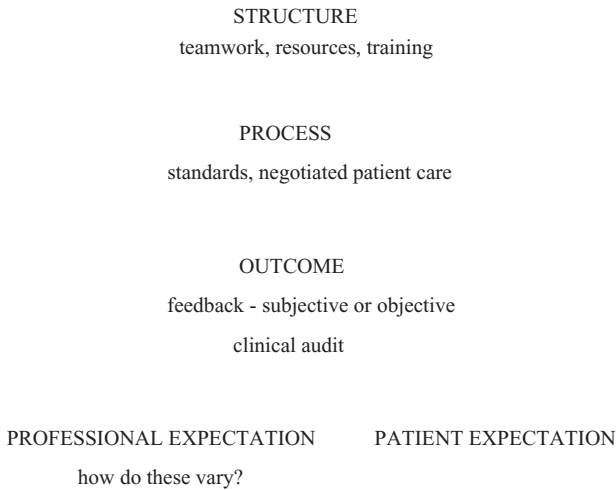 STRUCTURE
teamwork, resources, training
PROCESS
standards, negotiated patient care
OUTCOME
feedback - subjective or objective
clinical audit
PROFESSIONAL EXPECTATION PATIENT EXPECTATION
how do these vary?